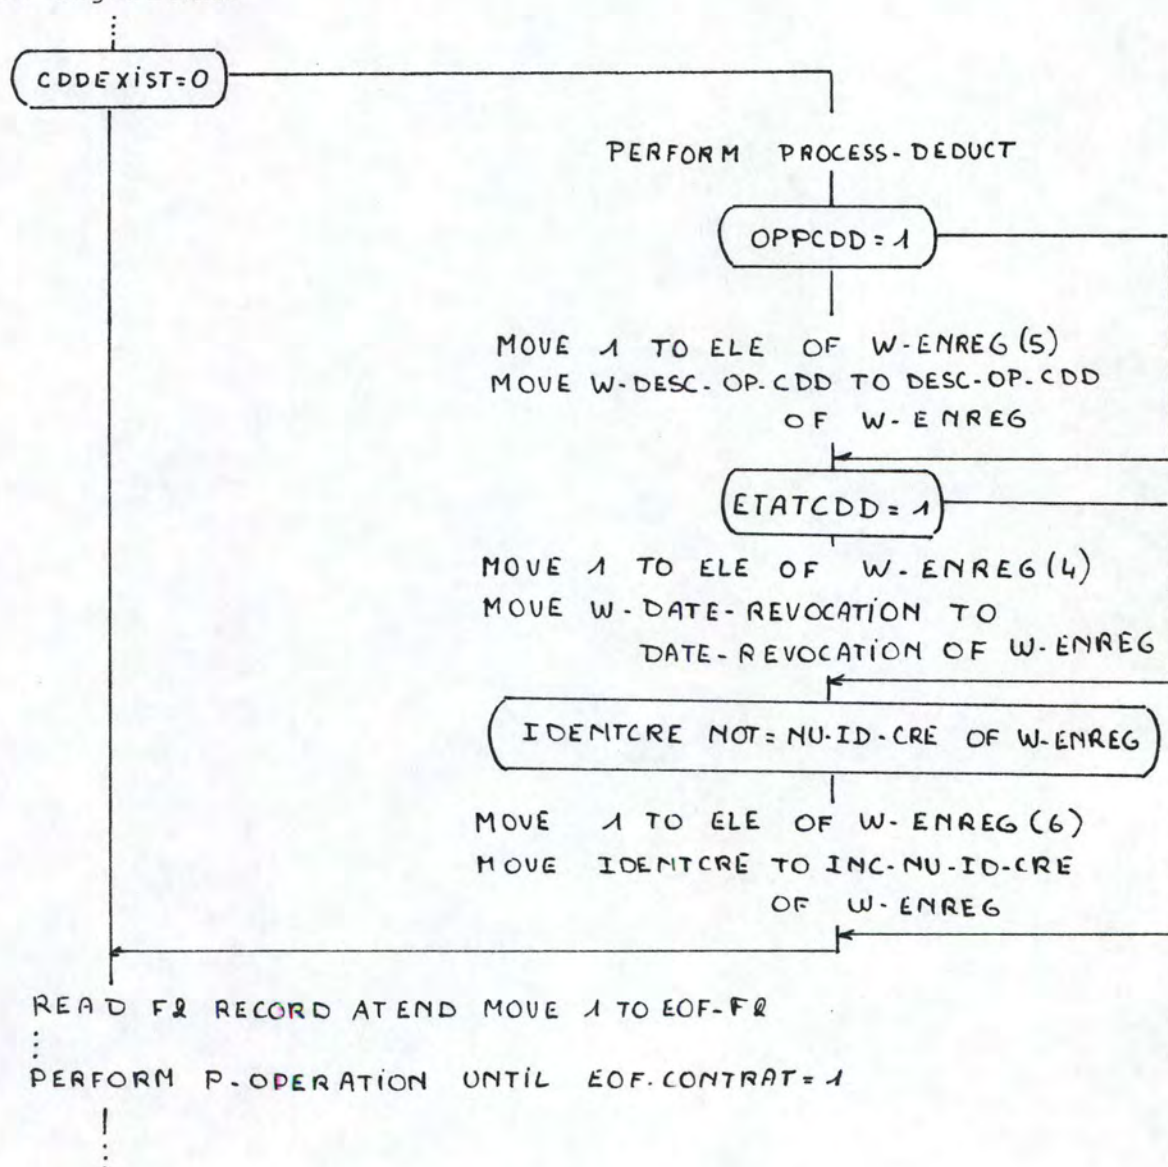 CDDEXIST=0
PERFORM PROCESS-DEDUCT
OPPCDD=1
MOVE 1 TO ELE OF W-ENREG(5)
MOVE W-DESC-OP-CDD TO DESC-OP-CDD
OF W-ENREG
ETATCDD=1
MOVE 1 TO ELE OF W-ENREG(4)
MOVE W-DATE-REVOCATION TO
DATE-REVOCATION OF W-ENREG
IDENTCRE NOT= NU-ID-CRE OF W-ENREG
MOVE 1 TO ELE OF W-ENREG(6)
MOVE IDENTCRE TO INC-NU-ID-CRE
OF W-ENREG
READ F2 RECORD AT END MOVE 1 TO EOF-F2
PERFORM P-OPERATION UNTIL EOF-CONTRAT=1